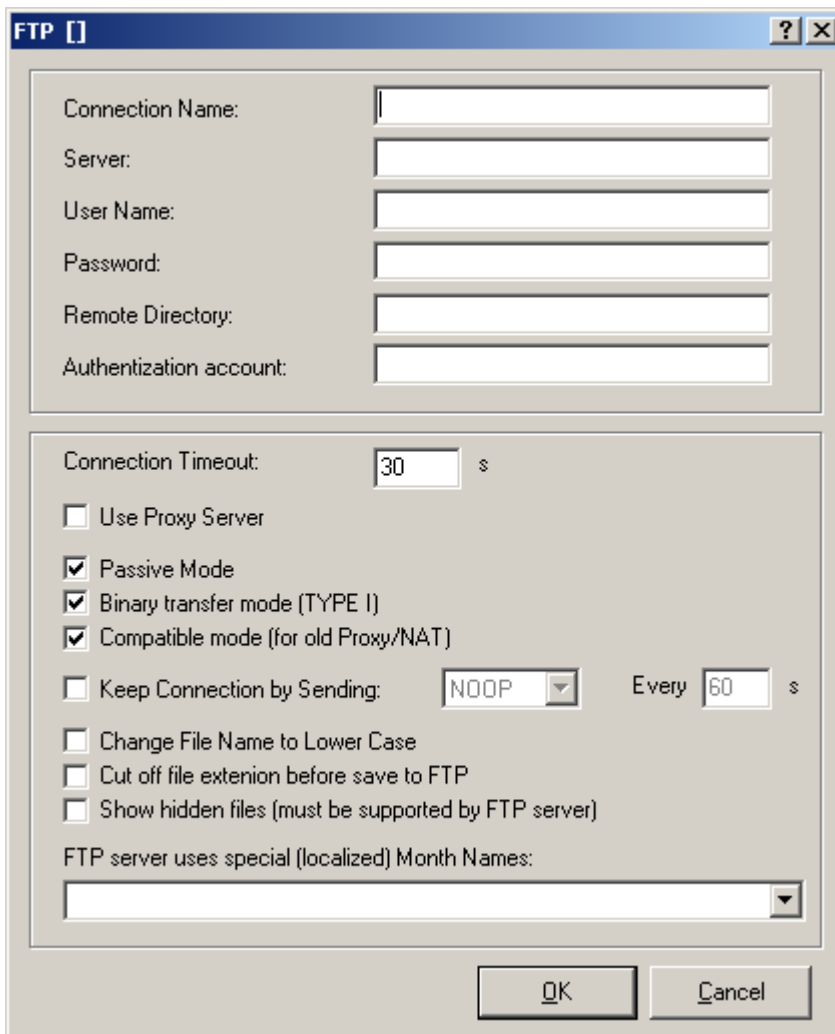 FTP []
Connection Name:
Server:
User Name:
Password:
Remote Directory:
Authentization account:
Connection Timeout: 30 s
Use Proxy Server
Passive Mode
Binary transfer mode (TYPE I)
Compatible mode (for old Proxy/NAT)
Keep Connection by Sending: NOOP Every 60 s
Change File Name to Lower Case
Cut off file extenion before save to FTP
Show hidden files (must be supported by FTP server)
FTP server uses special (localized) Month Names:
OK Cancel